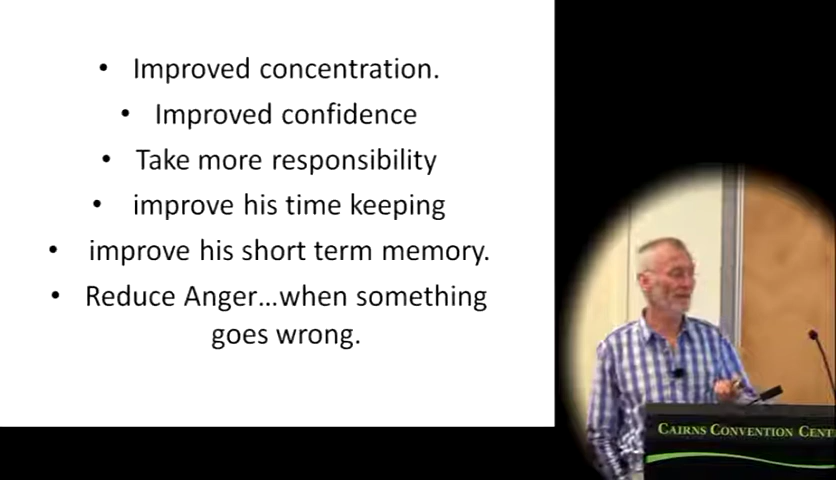 • Improved concentration.
• Improved confidence
• Take more responsibility
• improve his time keeping
• improve his short term memory.
• Reduce Anger...when something
goes wrong.
CAIRNS CONVENTION CENT